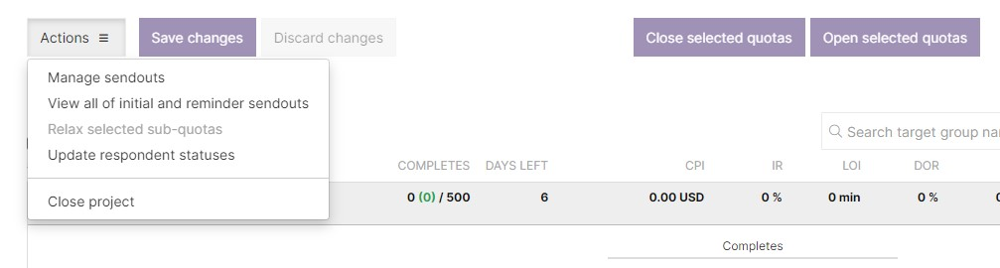 Actions
Save changes
Discard changes
Close selected quotas
Open selected quotas
Manage sendouts
View all of initial and reminder sendouts
Relax selected sub-quotas
Update respondent statuses
Close project
Search target group
COMPLETES DAYS LEFT CPI IR LOI DOR
0 (0) / 500 6 0.00 USD 0 % 0 min 0 %
Completes